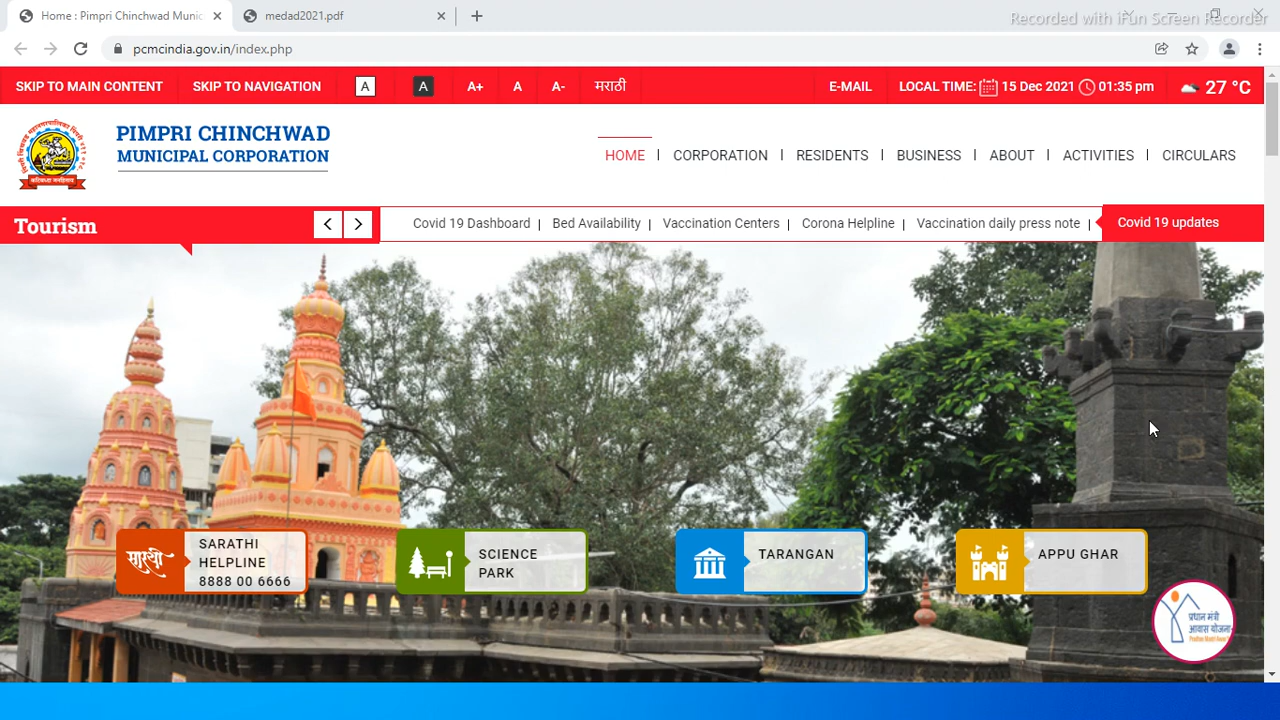 Home : Pimpri Chinchwad Munic
medad2021.pdf
Recorded with iFun Screen Recorder
pcmcindia.gov.in/index.php
SKIP TO MAIN CONTENT SKIP TO NAVIGATION A A A+ A A- मराठी E-MAIL LOCAL TIME: 15 Dec 2021 01:35 pm 27 °C
PIMPRI CHINCHWAD
MUNICIPAL CORPORATION
HOME | CORPORATION | RESIDENTS | BUSINESS | ABOUT | ACTIVITIES | CIRCULARS
Tourism
Covid 19 Dashboard | Bed Availability | Vaccination Centers | Corona Helpline | Vaccination daily press note | Covid 19 updates
सारथी
SARATHI
HELPLINE
8888 00 6666
SCIENCE
PARK
TARANGAN
APPU GHAR
प्रधान मंत्री
आवास योजना